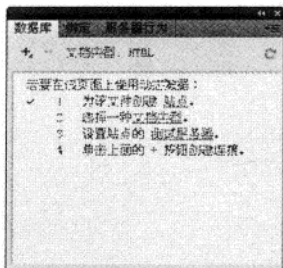 数据库 绑定 服务器行为
文档类型: HTML
若要在该页面上使用动态数据:
✓ 1 为该文件创建 站点。
2 选择一种文档类型。
3 设置站点的 测试服务器。
4 单击上面的 + 按钮创建连接。